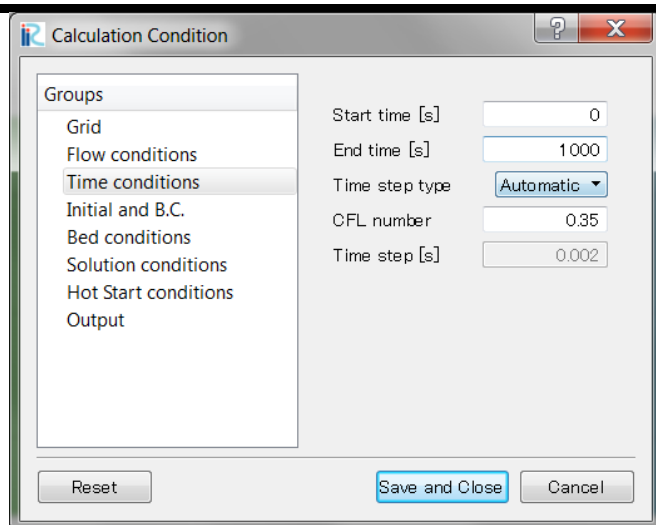 iRIC Calculation Condition
Groups
Grid
Flow conditions
Time conditions
Initial and B.C.
Bed conditions
Solution conditions
Hot Start conditions
Output
Start time [s] 0
End time [s] 1000
Time step type Automatic
CFL number 0.35
Time step [s] 0.002
Reset Save and Close Cancel